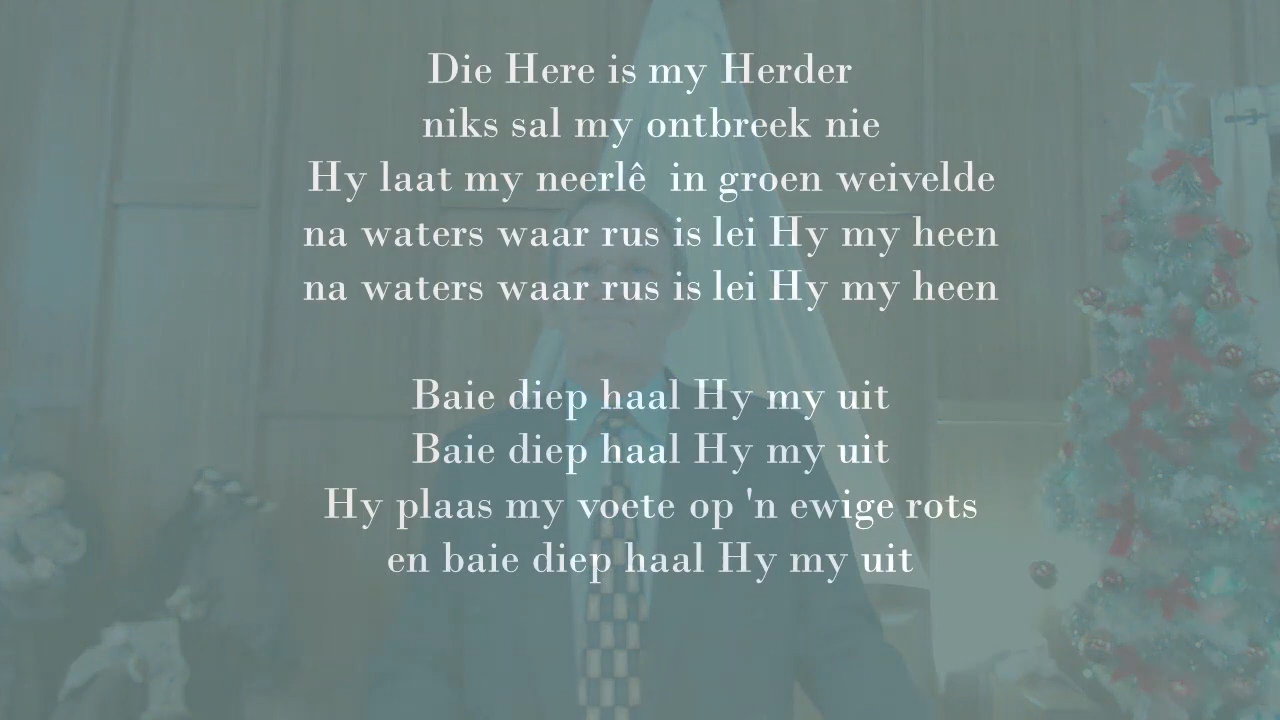 Die Here is my Herder
niks sal my ontbreek nie
Hy laat my neerlê in groen weivelde
na waters waar rus is lei Hy my heen
na waters waar rus is lei Hy my heen
Baie diep haal Hy my uit
Baie diep haal Hy my uit
Hy plaas my voete op 'n ewige rots
en baie diep haal Hy my uit